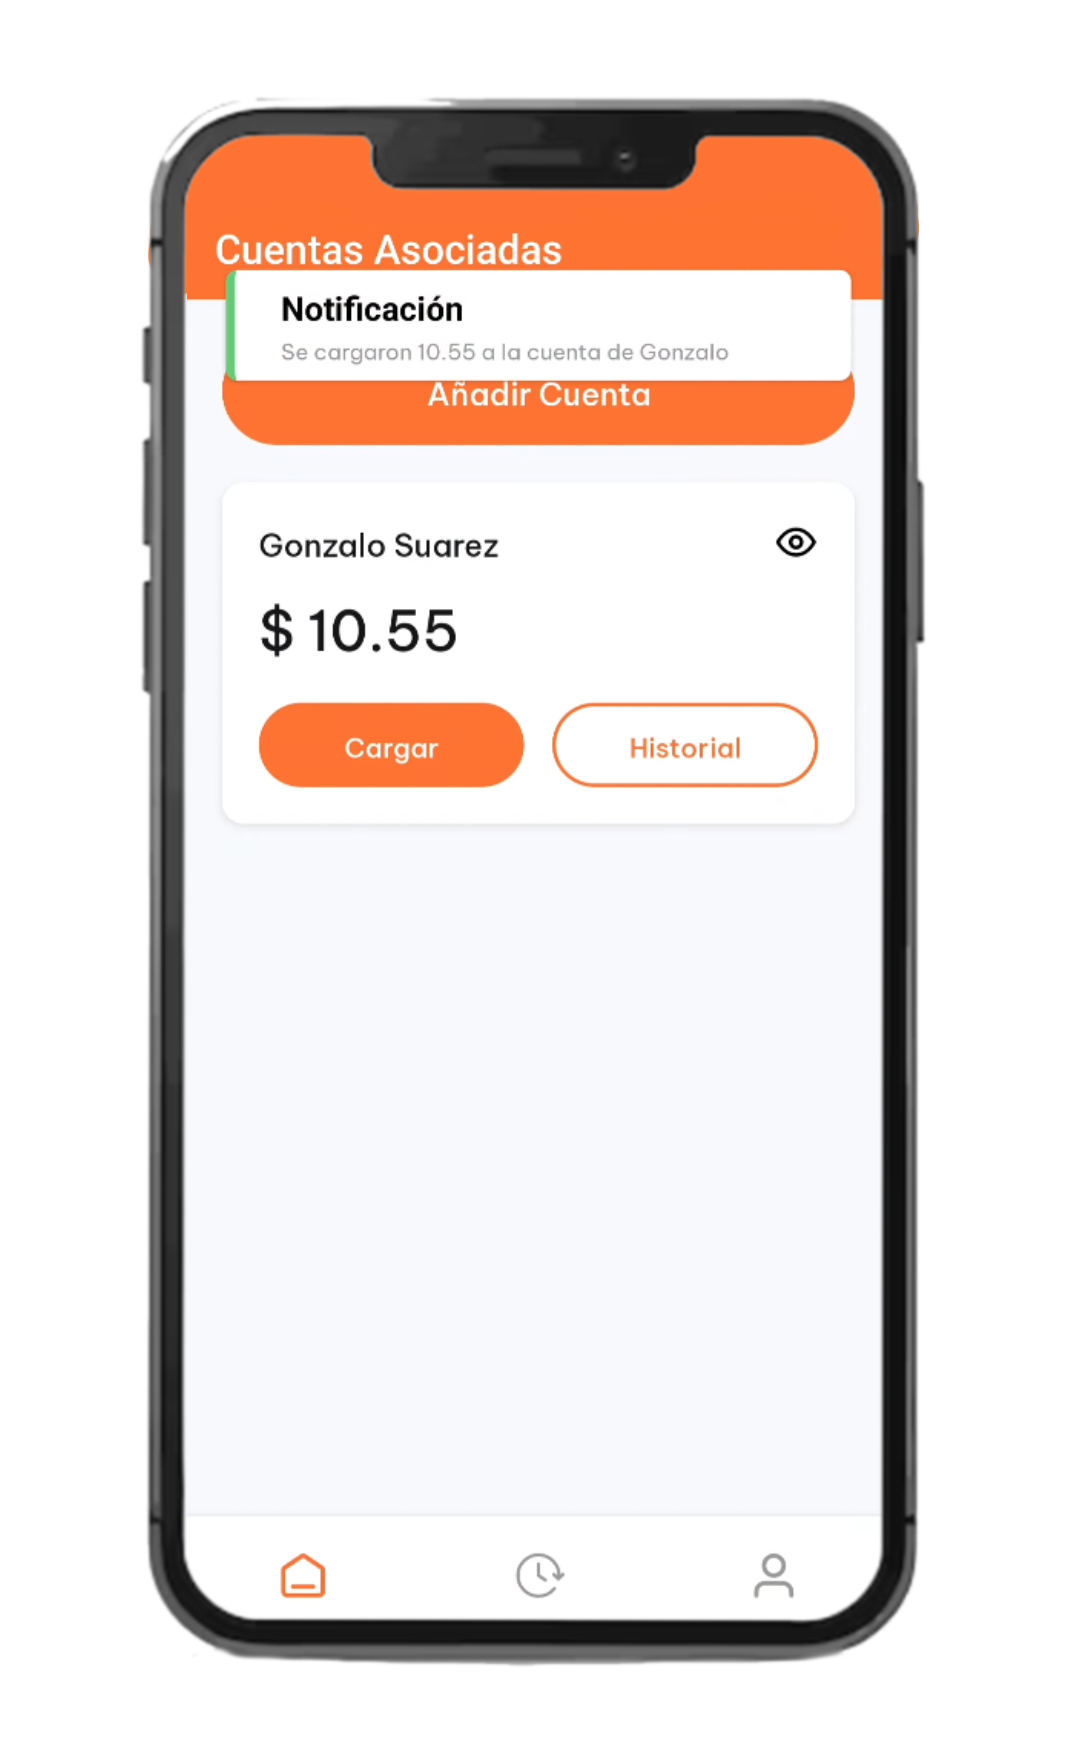 Cuentas Asociadas
Notificación
Se cargaron 10.55 a la cuenta de Gonzalo
Añadir Cuenta
Gonzalo Suarez
$ 10.55
Cargar
Historial